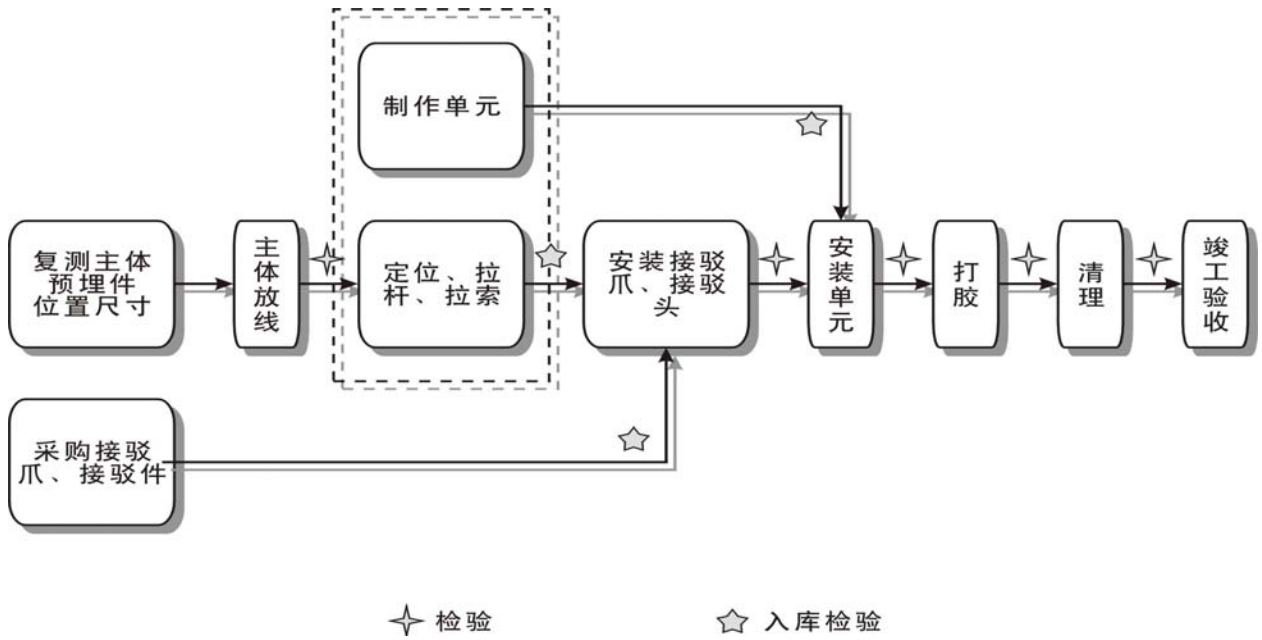 制作单元
复测主体
预埋件
位置尺寸
主体放线
定位、拉
杆、拉索
安装接驳
爪、接驳
头
安装单元
打胶
清理
竣工验收
采购接驳
爪、接驳件
检验
入库检验